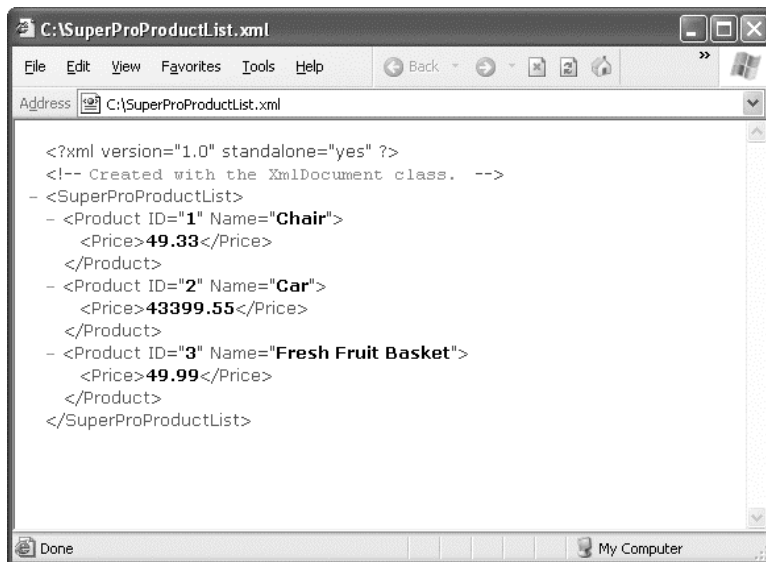 C:\SuperProProductList.xml
File Edit View Favorites Tools Help Back »
Address C:\SuperProProductList.xml
<?xml version="1.0" standalone="yes" ?>
<!-- Created with the XmlDocument class. -->
- <SuperProProductList>
- <Product ID="1" Name="Chair">
<Price>49.33</Price>
</Product>
- <Product ID="2" Name="Car">
<Price>43399.55</Price>
</Product>
- <Product ID="3" Name="Fresh Fruit Basket">
<Price>49.99</Price>
</Product>
</SuperProProductList>
Done My Computer